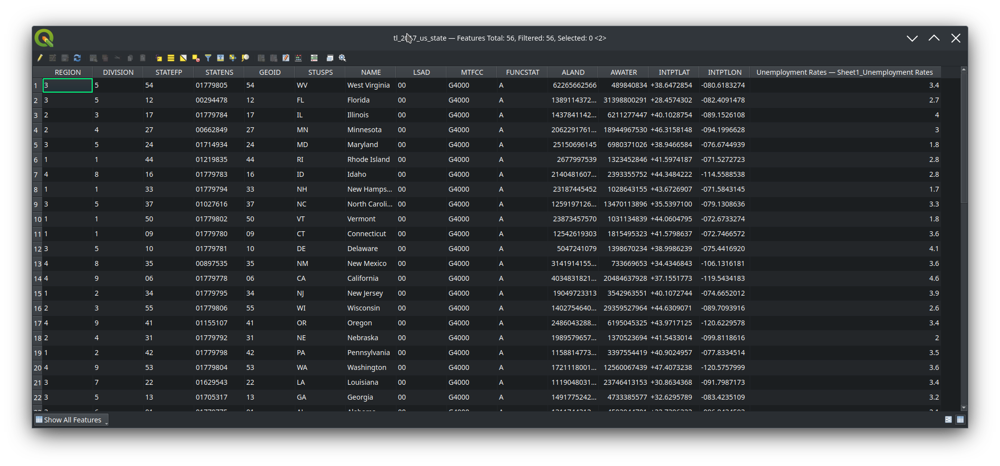 tl_20 7_us_state — Features Total: 56, Filtered: 56, Selected: 0 <2>
REGION DIVISION STATEFP STATENS GEOID STUSPS NAME LSAD MTFCC FUNCSTAT ALAND AWATER INTPTLAT INTPTLON Unemployment Rates — Sheet1_Unemployment Rates
1 3 5 54 01779805 54 WV West Virginia 00 G4000 A 62265662566 489840834 +38.6472854 -080.6183274 3.4
2 3 5 12 00294478 12 FL Florida 00 G4000 A 1389114372... 31398800291 +28.4574302 -082.4091478 2.7
3 2 3 17 01779784 17 IL Illinois 00 G4000 A 1437841142... 6211277447 +40.1028754 -089.1526108 4
4 2 4 27 00662849 27 MN Minnesota 00 G4000 A 2062291761... 18944967530 +46.3158148 -094.1996628 3
5 3 5 24 01714934 24 MD Maryland 00 G4000 A 25150696145 6980371026 +38.9466584 -076.6744939 1.8
6 1 1 44 01219835 44 RI Rhode Island 00 G4000 A 2677997539 1323452846 +41.5974187 -071.5272723 2.8
7 4 8 16 01779783 16 ID Idaho 00 G4000 A 2140481607... 2393355752 +44.3484222 -114.5588538 2.8
8 1 1 33 01779794 33 NH New Hamps... 00 G4000 A 23187445452 1028643155 +43.6726907 -071.5843145 1.7
9 3 5 37 01027616 37 NC North Caroli... 00 G4000 A 1259197126... 13470113896 +35.5397100 -079.1308636 3.3
10 1 1 50 01779802 50 VT Vermont 00 G4000 A 23873457570 1031134839 +44.0604795 -072.6733274 1.8
11 1 1 09 01779780 09 CT Connecticut 00 G4000 A 12542619303 1815495323 +41.5798637 -072.7466572 3.6
12 3 5 10 01779781 10 DE Delaware 00 G4000 A 5047241079 1398670234 +38.9986239 -075.4416920 4.1
13 4 8 35 00897535 35 NM New Mexico 00 G4000 A 3141914155... 733669653 +34.4346843 -106.1316181 3.6
14 4 9 06 01779778 06 CA California 00 G4000 A 4034831821... 20484637928 +37.1551773 -119.5434183 4.6
15 1 2 34 01779795 34 NJ New Jersey 00 G4000 A 19049723313 3542963551 +40.1072744 -074.6652012 3.9
16 2 3 55 01779806 55 WI Wisconsin 00 G4000 A 1402754640... 29359527964 +44.6309071 -089.7093916 2.6
17 4 9 41 01155107 41 OR Oregon 00 G4000 A 2486043288... 6195045325 +43.9717125 -120.6229578 3.4
18 2 4 31 01779792 31 NE Nebraska 00 G4000 A 1989579657... 1370523694 +41.5433014 -099.8118616 2
19 1 2 42 01779798 42 PA Pennsylvania 00 G4000 A 1158814773... 3397554419 +40.9024957 -077.8334514 3.5
20 4 9 53 01779804 53 WA Washington 00 G4000 A 1721118001... 12560067439 +47.4073238 -120.5757999 3.6
21 3 7 22 01629543 22 LA Louisiana 00 G4000 A 1119048031... 23746413153 +30.8634368 -091.7987173 3.4
22 3 5 13 01705317 13 GA Georgia 00 G4000 A 1491775242... 4733385577 +32.6295789 -083.4235109 3.2
Show All Features